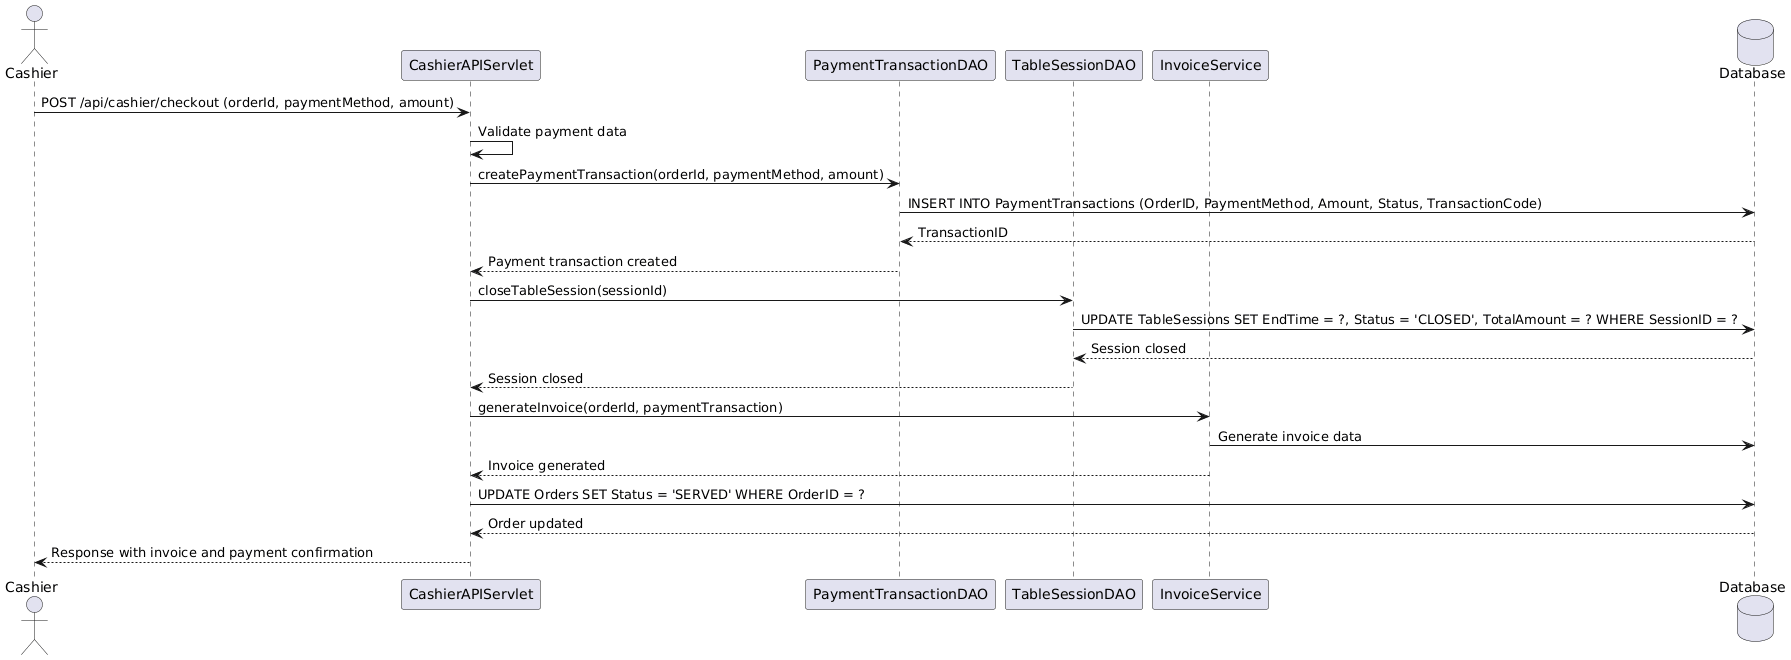 Cashier
CashierAPIServlet
PaymentTransactionDAO
TableSessionDAO
InvoiceService
Database
POST /api/cashier/checkout (orderId, paymentMethod, amount)
Validate payment data
createPaymentTransaction(orderId, paymentMethod, amount)
INSERT INTO PaymentTransactions (OrderID, PaymentMethod, Amount, Status, TransactionCode)
TransactionID
Payment transaction created
closeTableSession(sessionId)
UPDATE TableSessions SET EndTime = ?, Status = 'CLOSED', TotalAmount = ? WHERE SessionID = ?
Session closed
Session closed
generateInvoice(orderId, paymentTransaction)
Generate invoice data
Invoice generated
UPDATE Orders SET Status = 'SERVED' WHERE OrderID = ?
Order updated
Response with invoice and payment confirmation
Cashier
CashierAPIServlet
PaymentTransactionDAO
TableSessionDAO
InvoiceService
Database